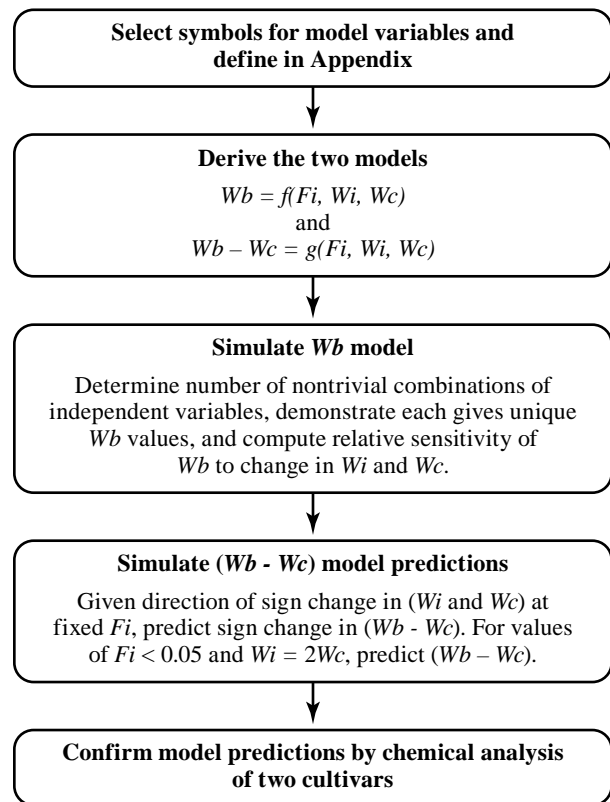 Select symbols for model variables and
define in Appendix
Derive the two models
Wb = f(Fi, Wi, Wc)
and
Wb – Wc = g(Fi, Wi, Wc)
Simulate Wb model
Determine number of nontrivial combinations of
independent variables, demonstrate each gives unique
Wb values, and compute relative sensitivity of
Wb to change in Wi and Wc.
Simulate (Wb - Wc) model predictions
Given direction of sign change in (Wi and Wc) at
fixed Fi, predict sign change in (Wb - Wc). For values
of Fi < 0.05 and Wi = 2Wc, predict (Wb – Wc).
Confirm model predictions by chemical analysis
of two cultivars